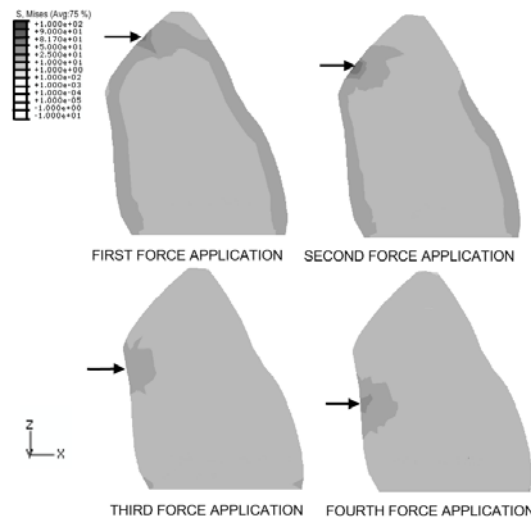 S, Mises (Avg:75 %)
+1.000e+02
+9.000e+01
+8.170e+01
+5.000e+01
+2.500e+01
+1.000e+01
+1.000e+00
+1.000e-02
+1.000e-03
+1.000e-04
+1.000e-05
-1.000e+00
-1.000e+01
FIRST FORCE APPLICATION
SECOND FORCE APPLICATION
Z
Y X
THIRD FORCE APPLICATION
FOURTH FORCE APPLICATION